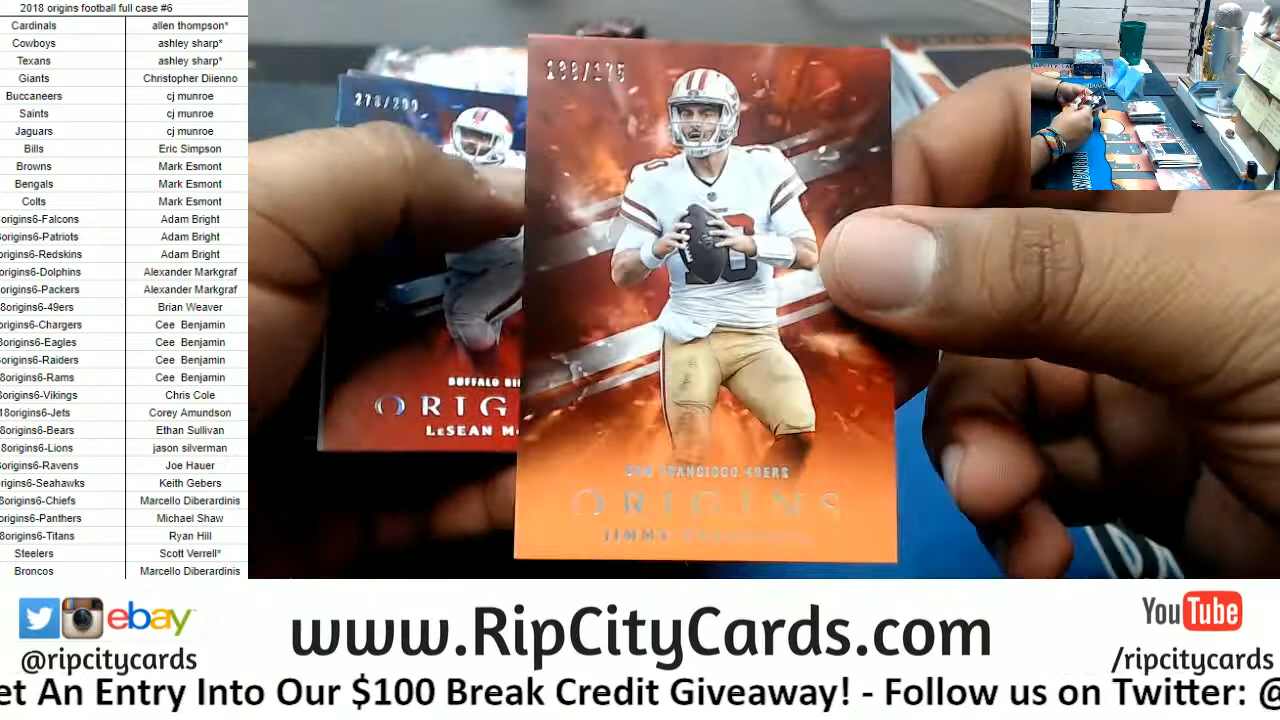 2018 origins football full case #6
Cardinals allen thompson*
Cowboys ashley sharp*
Texans ashley sharp*
Giants Christopher Diienno
Buccaneers cj munroe
Saints cj munroe
Jaguars cj munroe
Bills Eric Simpson
Browns Mark Esmont
Bengals Mark Esmont
Colts Mark Esmont
origins6-Falcons Adam Bright
origins6-Patriots Adam Bright
origins6-Redskins Adam Bright
origins6-Dolphins Alexander Markgraf
origins6-Packers Alexander Markgraf
8origins6-49ers Brian Weaver
origins6-Chargers Cee Benjamin
origins6-Eagles Cee Benjamin
origins6-Raiders Cee Benjamin
8origins6-Rams Cee Benjamin
origins6-Vikings Chris Cole
18origins6-Jets Corey Amundson
8origins6-Bears Ethan Sullivan
8origins6-Lions jason silverman
origins6-Ravens Joe Hauer
rigins6-Seahawks Keith Gebers
8origins6-Chiefs Marcello Diberardinis
origins6-Panthers Michael Shaw
8origins6-Titans Ryan Hill
Steelers Scott Verrell*
Broncos Marcello Diberardinis
BUFFALO BI
ORIG
LESEAN M
SAN FRANCISCO 49ERS
ORIGINS
JIMMY
ebay
@ripcitycards
www.RipCityCards.com
YouTube
/ripcitycards
et An Entry Into Our $100 Break Credit Giveaway! - Follow us on Twitter: @